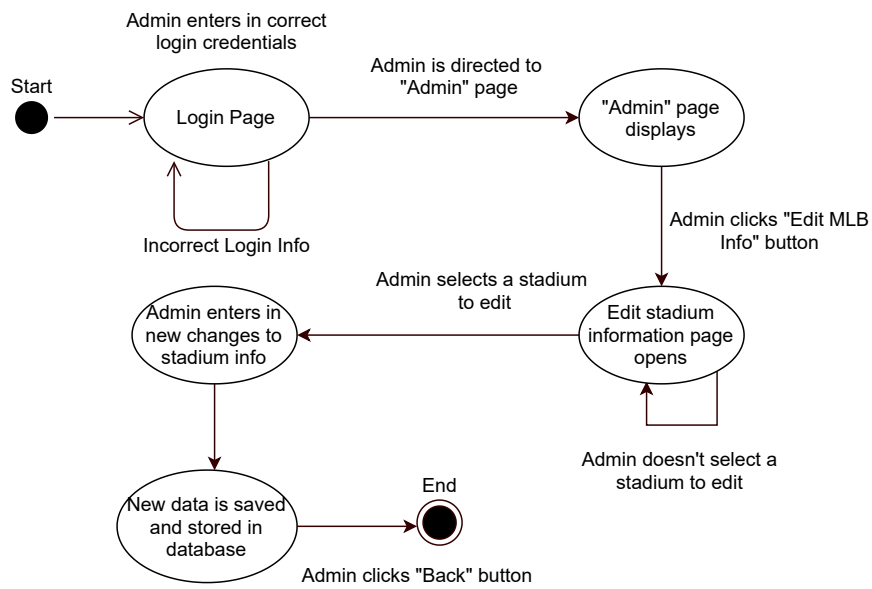 Admin enters in correct
login credentials
Admin is directed to
"Admin" page
Start
Login Page
"Admin" page
displays
Incorrect Login Info
Admin clicks "Edit MLB
Info" button
Admin selects a stadium
to edit
Admin enters in
new changes to
stadium info
Edit stadium
information page
opens
Admin doesn't select a
stadium to edit
End
New data is saved
and stored in
database
Admin clicks "Back" button